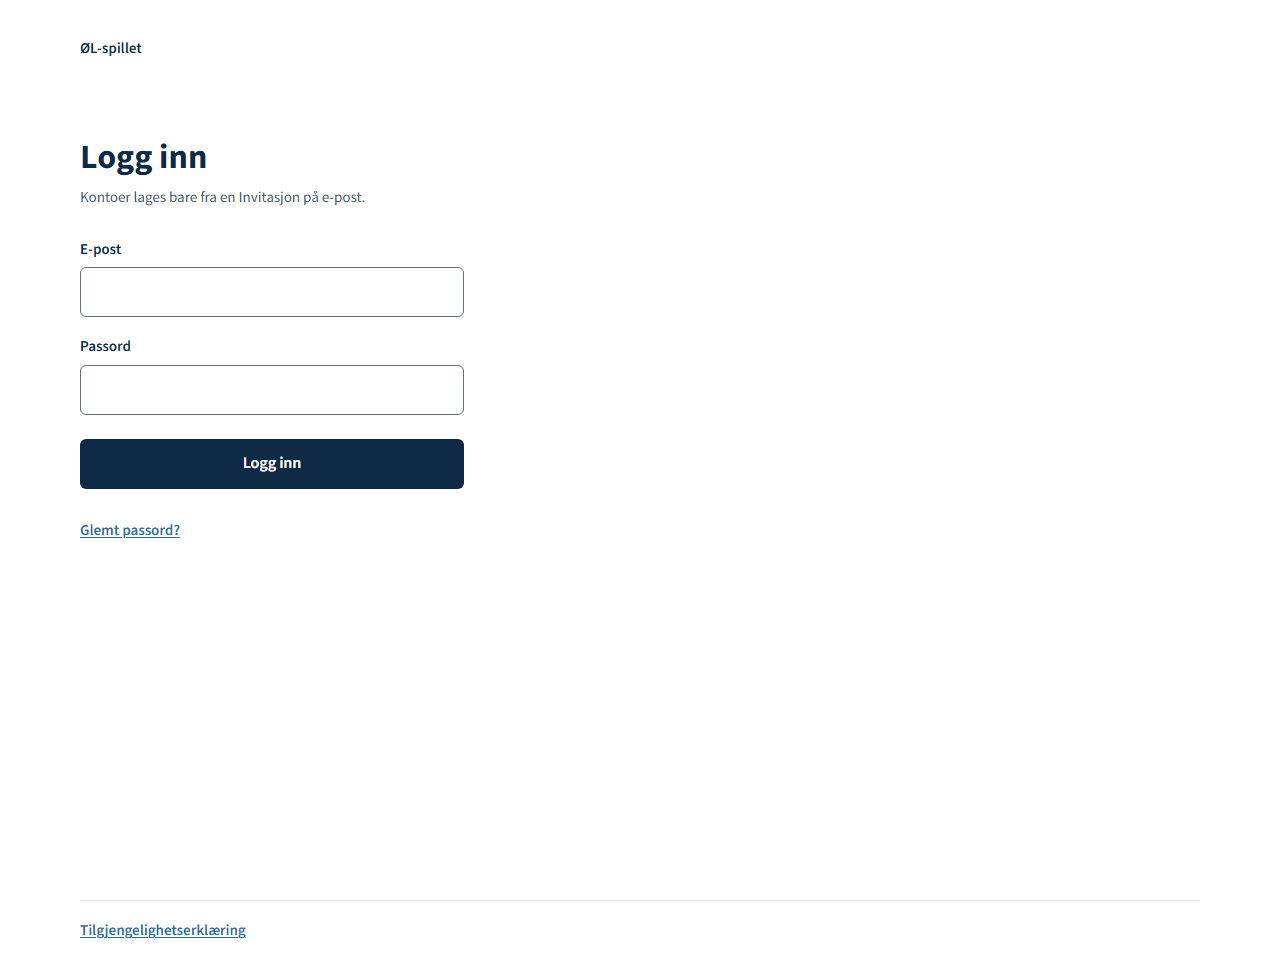 ØL-spillet
Logg inn
Kontoer lages bare fra en Invitasjon på e-post.
E-post
Passord
Logg inn
Glemt passord?
Tilgjengelighetserklæring